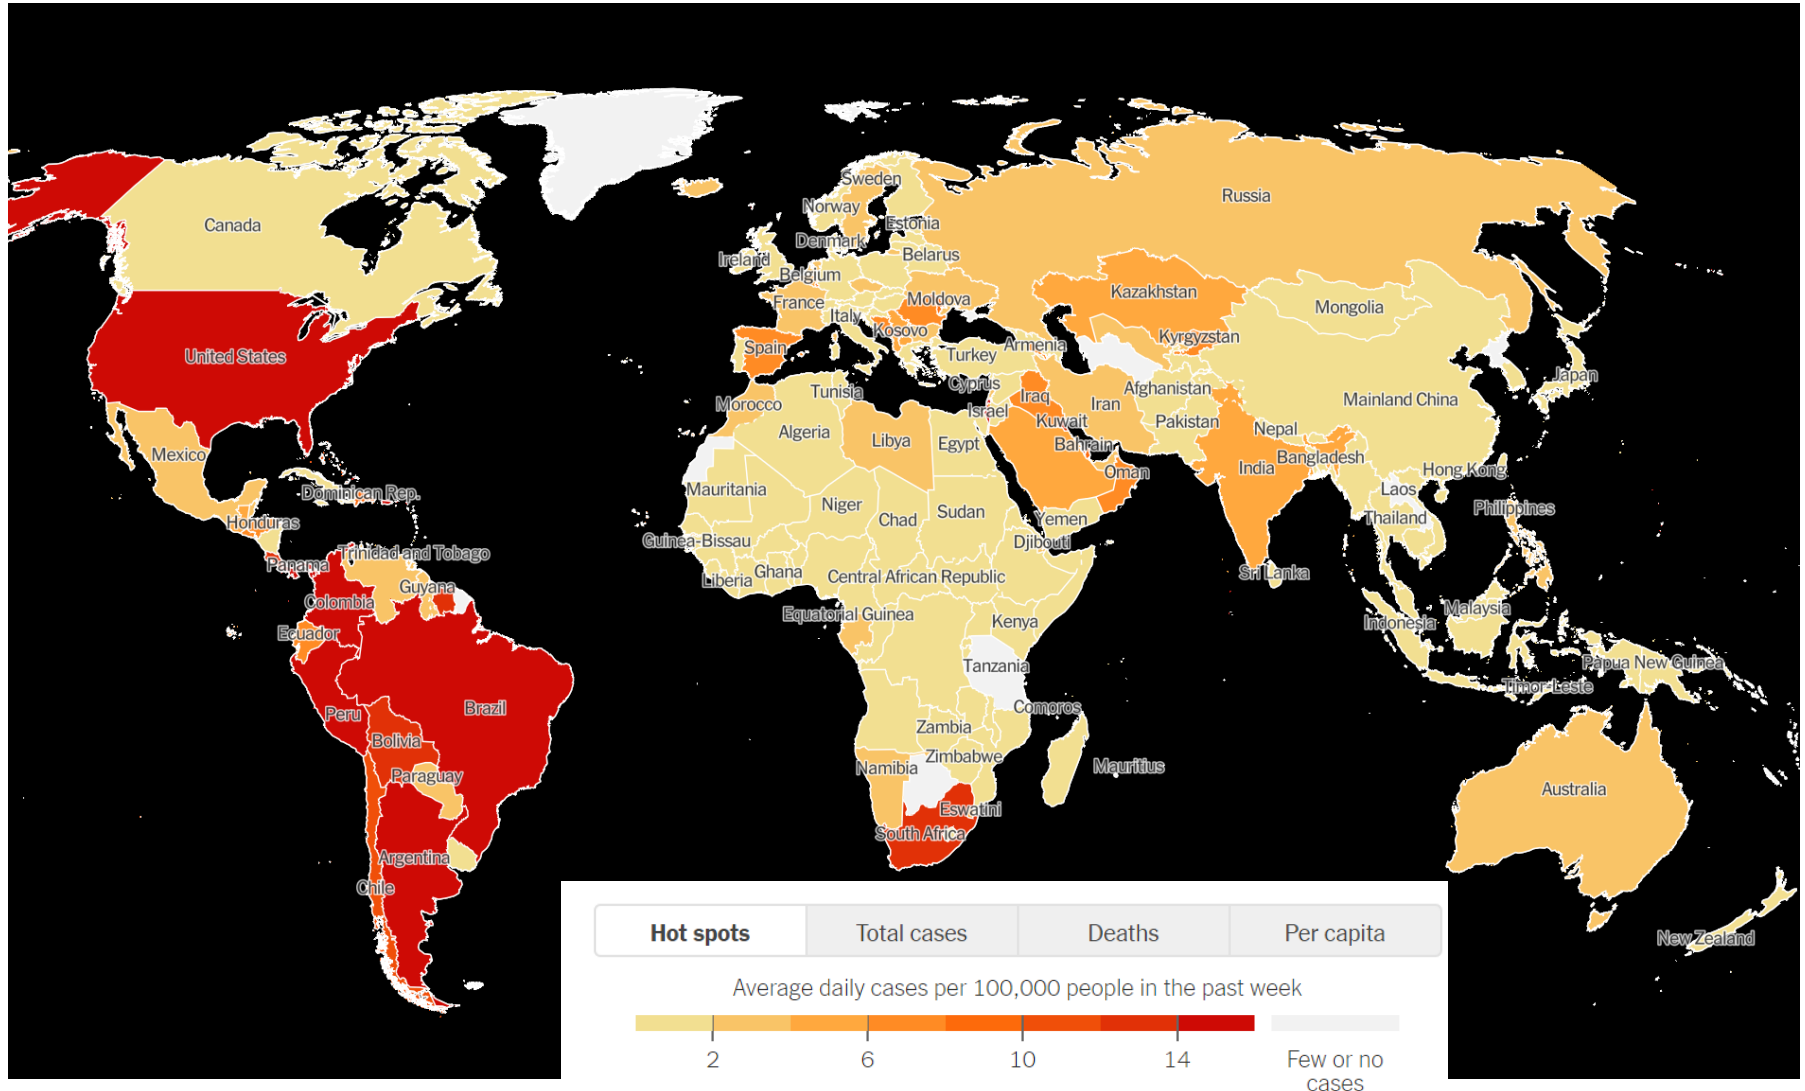 Sweden
Russia
Norway
Canada
Estonia
Denmark
Belarus
Ireland
Belgium
Kazakhstan
France
Moldova
Mongolia
Italy
Kosovo
Kyrgyzstan
United States
Spain
Armenia
Turkey
Japan
Cyprus
Afghanistan
Tunisia
Iraq
Mainland China
Morocco
Israel
Iran
Kuwait
Pakistan
Nepal
Algeria
Libya
Egypt
Bahrain
Mexico
Bangladesh
India
Hong Kong
Oman
Dominican Rep.
Mauritania
Laos
Niger
Philippines
Sudan
Chad
Yemen
Thailand
Honduras
Guinea-Bissau
Djibouti
Trinidad and Tobago
Panama
Ghana
Sri Lanka
Liberia
Central African Republic
Guyana
Colombia
Malaysia
Equatorial Guinea
Kenya
Indonesia
Ecuador
Tanzania
Papua New Guinea
Timor-Leste
Comoros
Brazil
Peru
Zambia
Bolivia
Zimbabwe
Namibia
Mauritius
Paraguay
Australia
Eswatini
South Africa
Argentina
Chile
New Zealand
Hot spots
Total cases
Deaths
Per capita
Average daily cases per 100,000 people in the past week
2
6
10
14
Few or no
cases